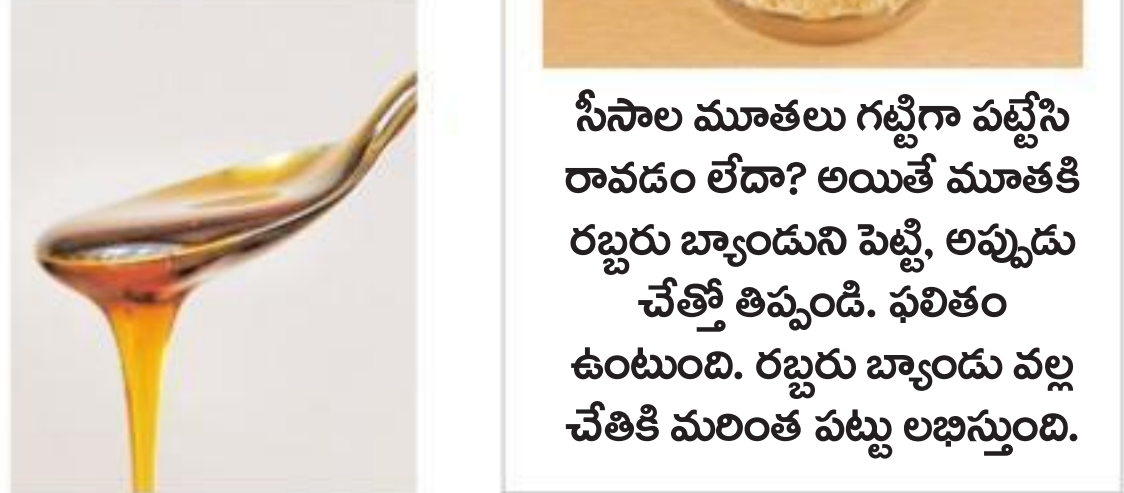 సీసాల మూతలు గట్టిగా పట్టేసి
రావడం లేదా? అయితే మూతకి
రబ్బరు బ్యాండుని పెట్టి, అప్పుడు
చేత్తో తిప్పండి. ఫలితం
ఉంటుంది. రబ్బరు బ్యాండు వల్ల
చేతికి మరింత పట్టు లభిస్తుంది.